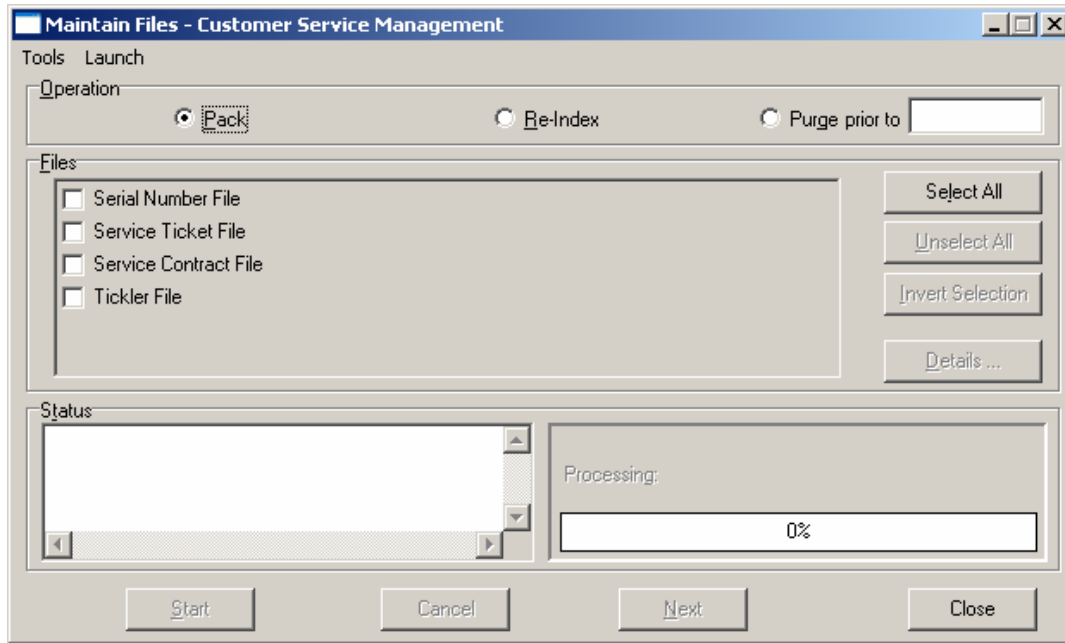 Maintain Files - Customer Service Management
Tools Launch
Operation
Pack Re-Index Purge prior to
Files
Serial Number File
Service Ticket File
Service Contract File
Tickler File
Select All
Unselect All
Invert Selection
Details ...
Status
Processing:
0%
Start Cancel Next Close